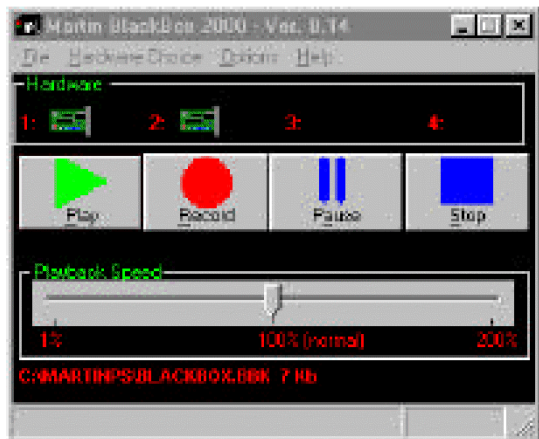 Martin BlackBox 2000 - Ver. 0.14
File Hardware Choice Options Help
Hardware
1: 2: 3: 4:
Play Record Pause Stop
Playback Speed
1% 100% (normal) 200%
C:\MARTINPS\BLACKBOX.BBK 7 Kb